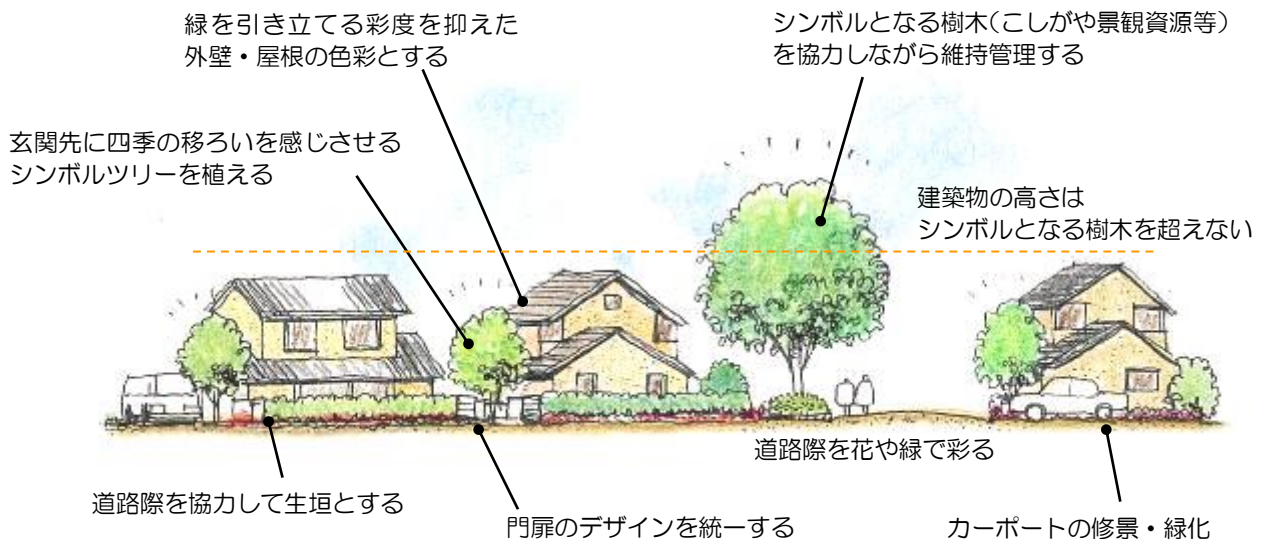 緑を引き立てる彩度を抑えた
外壁・屋根の色彩とする
シンボルとなる樹木（こしがや景観資源等）
を協力しながら維持管理する
玄関先に四季の移ろいを感じさせる
シンボルツリーを植える
建築物の高さは
シンボルとなる樹木を超えない
道路際を花や緑で彩る
道路際を協力して生垣とする
門扉のデザインを統一する
カーポートの修景・緑化